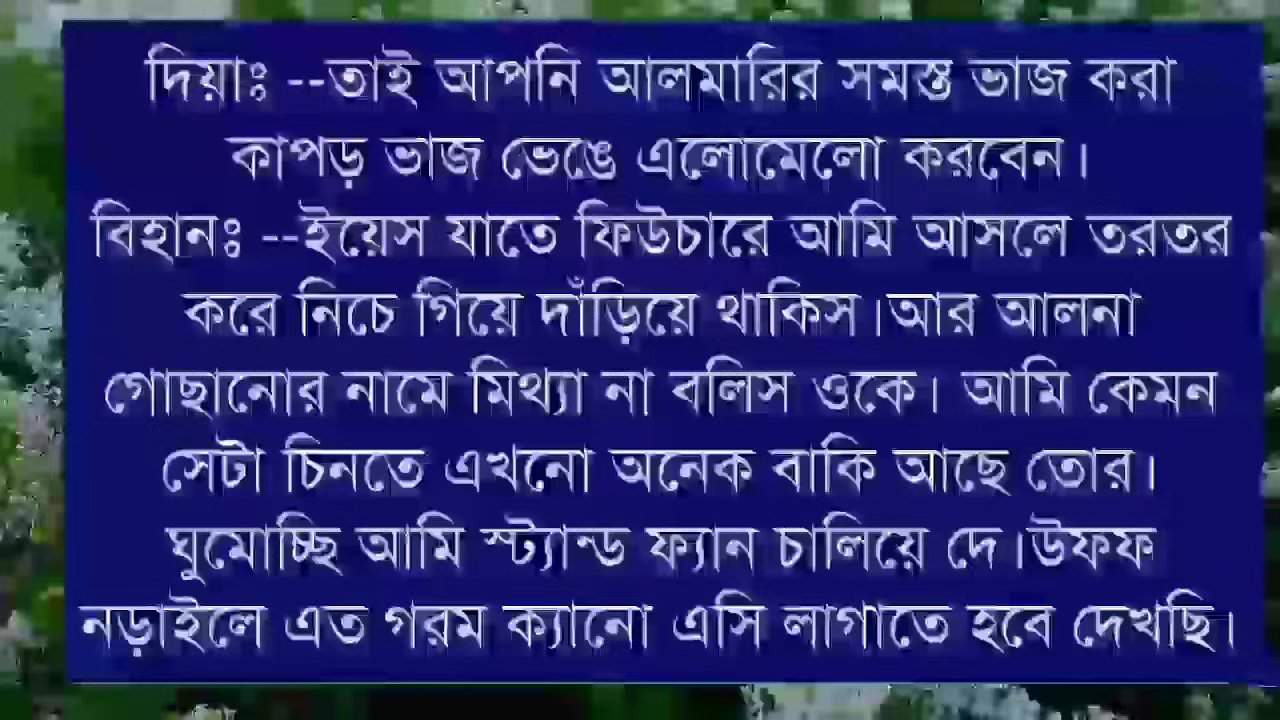 দিয়াঃ --তাই আপনি আলমারির সমস্ত ভাজ করা
কাপড় ভাজ ভেঙে এলোমেলো করবেন।
বিহানঃ --ইয়েস যাতে ফিউচারে আমি আসলে তরতর
করে নিচে গিয়ে দাঁড়িয়ে থাকিস।আর আলনা
গোছানোর নামে মিথ্যা না বলিস ওকে। আমি কেমন
সেটা চিনতে এখনো অনেক বাকি আছে তোর।
ঘুমোচ্ছি আমি স্ট্যান্ড ফ্যান চালিয়ে দে।উফফ
নড়াইলে এত গরম ক্যানো এসি লাগাতে হবে দেখছি।